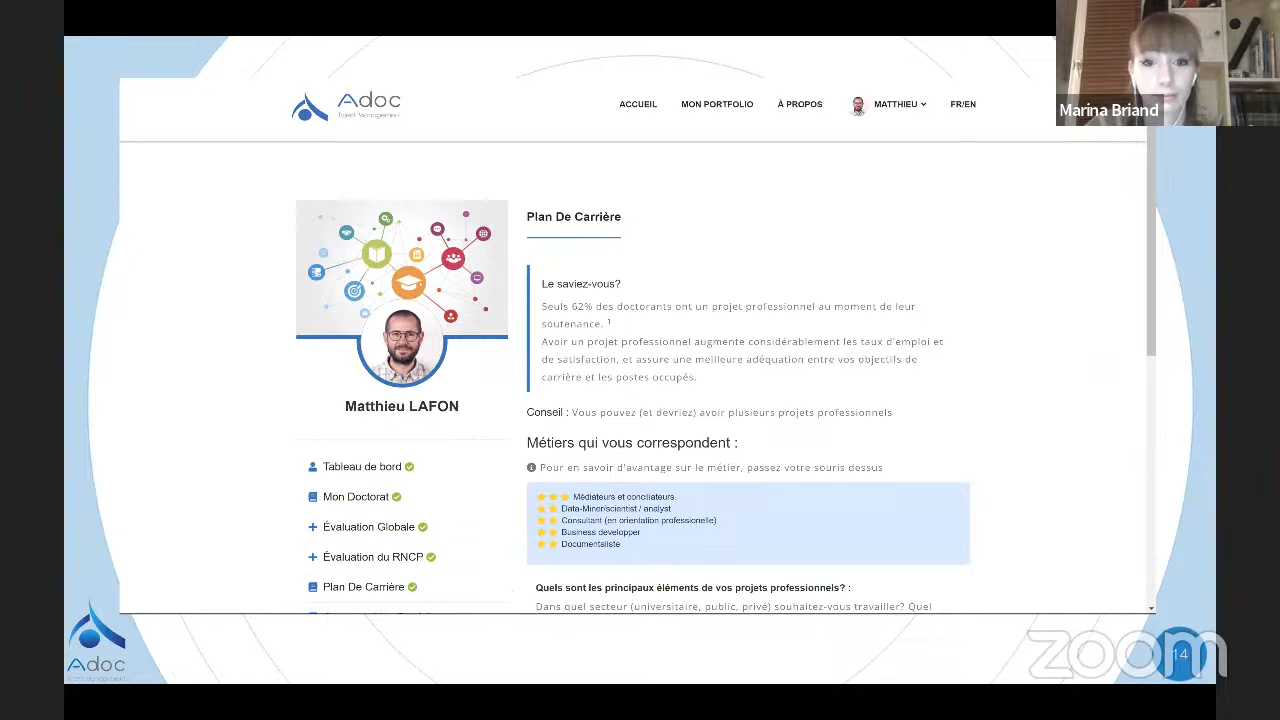 Marina Briand
Adoc
Talent Management
ACCUEIL
MON PORTFOLIO
À PROPOS
MATTHIEU
FR/EN
Matthieu LAFON
Tableau de bord
Mon Doctorat
Évaluation Globale
Évaluation du RNCP
Plan De Carrière
Plan De Carrière
Le saviez-vous?
Seuls 62% des doctorants ont un projet professionnel au moment de leur
soutenance. 1
Avoir un projet professionnel augmente considérablement les taux d'emploi et
de satisfaction, et assure une meilleure adéquation entre vos objectifs de
carrière et les postes occupés.
Conseil : Vous pouvez (et devriez) avoir plusieurs projets professionnels
Métiers qui vous correspondent :
Pour en savoir d'avantage sur le métier, passez votre souris dessus
Médiateurs et conciliateurs
Data-Miner/scientist / analyst
Consultant (en orientation professionelle)
Business developper
Documentaliste
Quels sont les principaux éléments de vos projets professionnels? :
Dans quel secteur (universitaire, public, privé) souhaitez-vous travailler? Quel
Adoc
Talent Management
zoom
14